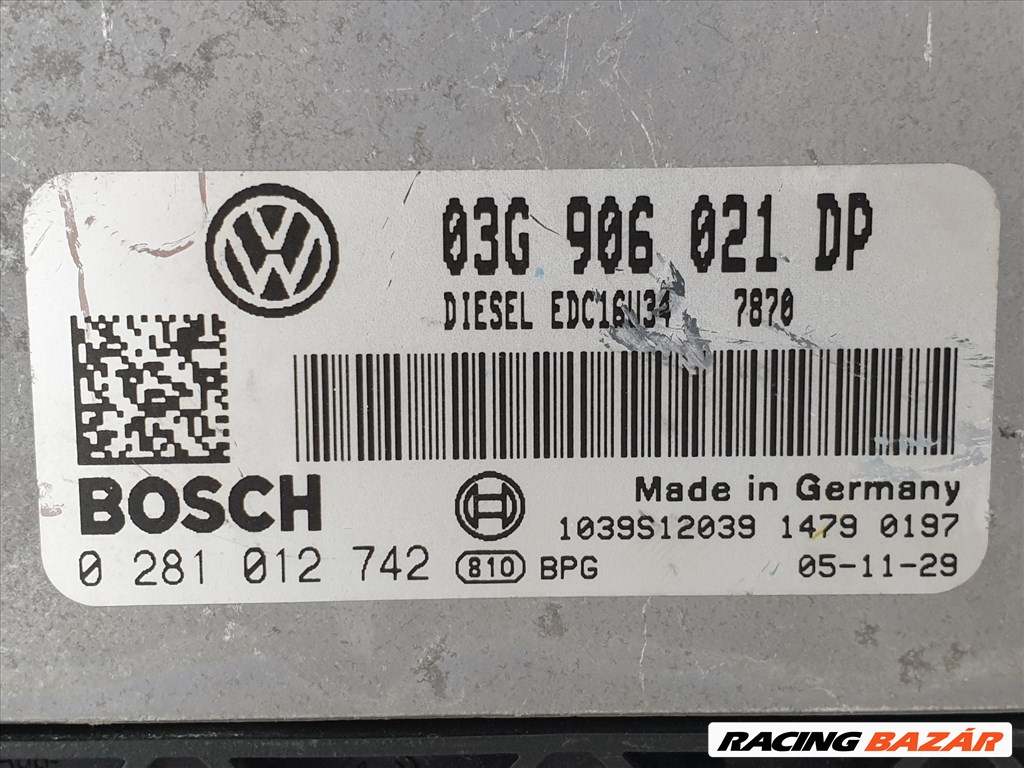 03G 906 021 DP
DIESEL EDC16U34 7870
BOSCH
Made in Germany
1039S12039 1479 0197
0 281 012 742 810 BPG 05-11-29
RACING BAZÁR